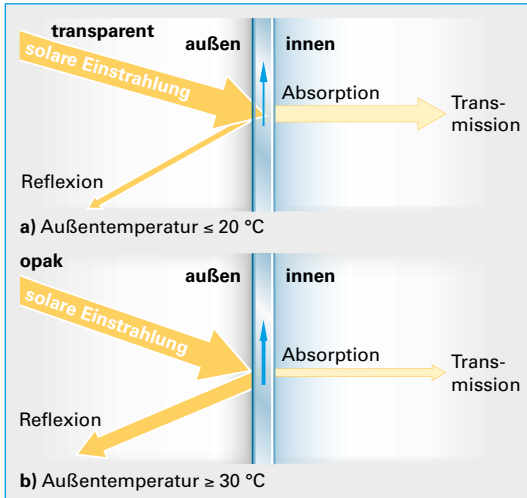 transparent
außen
innen
solare Einstrahlung
Absorption
Trans-
mission
Reflexion
a) Außentemperatur ≤ 20 °C
opak
außen
innen
solare Einstrahlung
Absorption
Trans-
mission
Reflexion
b) Außentemperatur ≥ 30 °C